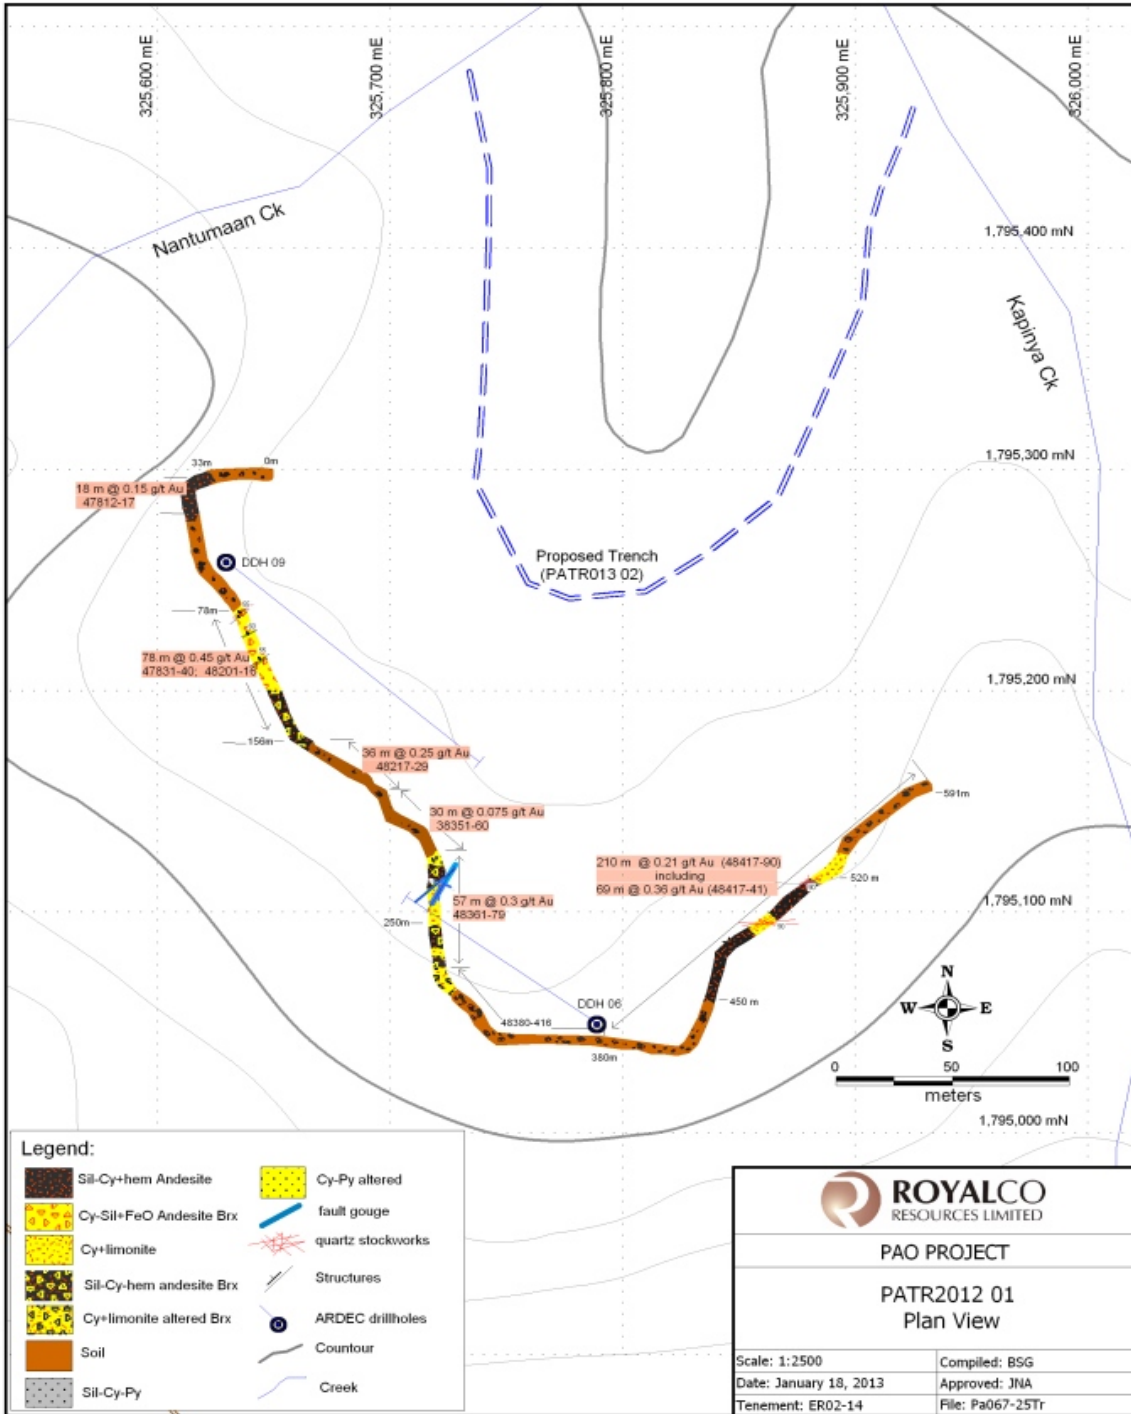 325,600 mE
325,700 mE
325,800 mE
325,900 mE
326,000 mE
Nantumaan Ck
1,795,400 mN
Kapinya Ck
33m
0m
1,795,300 mN
18 m @ 0.15 g/t Au
47812-17
DDH 09
Proposed Trench
(PATR013 02)
78m
78 m @ 0.45 g/t Au
47831-40; 48201-16
1,795,200 mN
156m
36 m @ 0.25 g/t Au
48217-29
30 m @ 0.075 g/t Au
38351-60
591m
210 m @ 0.21 g/t Au (48417-90)
including
69 m @ 0.36 g/t Au (48417-41)
520 m
57 m @ 0.3 g/t Au
48361-79
250m
1,795,100 mN
90
450 m
DDH 06
48380-416
380m
N
W
E
S
0 50 100
meters
1,795,000 mN
Legend:
Sil-Cy+hem Andesite
Cy-Sil+FeO Andesite Brx
Cy+limonite
Sil-Cy-hem andesite Brx
Cy+limonite altered Brx
Soil
Sil-Cy-Py
Cy-Py altered
fault gouge
quartz stockworks
Structures
ARDEC drillholes
Countour
Creek
ROYALCO
RESOURCES LIMITED
PAO PROJECT
PATR2012 01
Plan View
Scale: 1:2500
Compiled: BSG
Date: January 18, 2013
Approved: JNA
Tenement: ER02-14
File: Pa067-25Tr